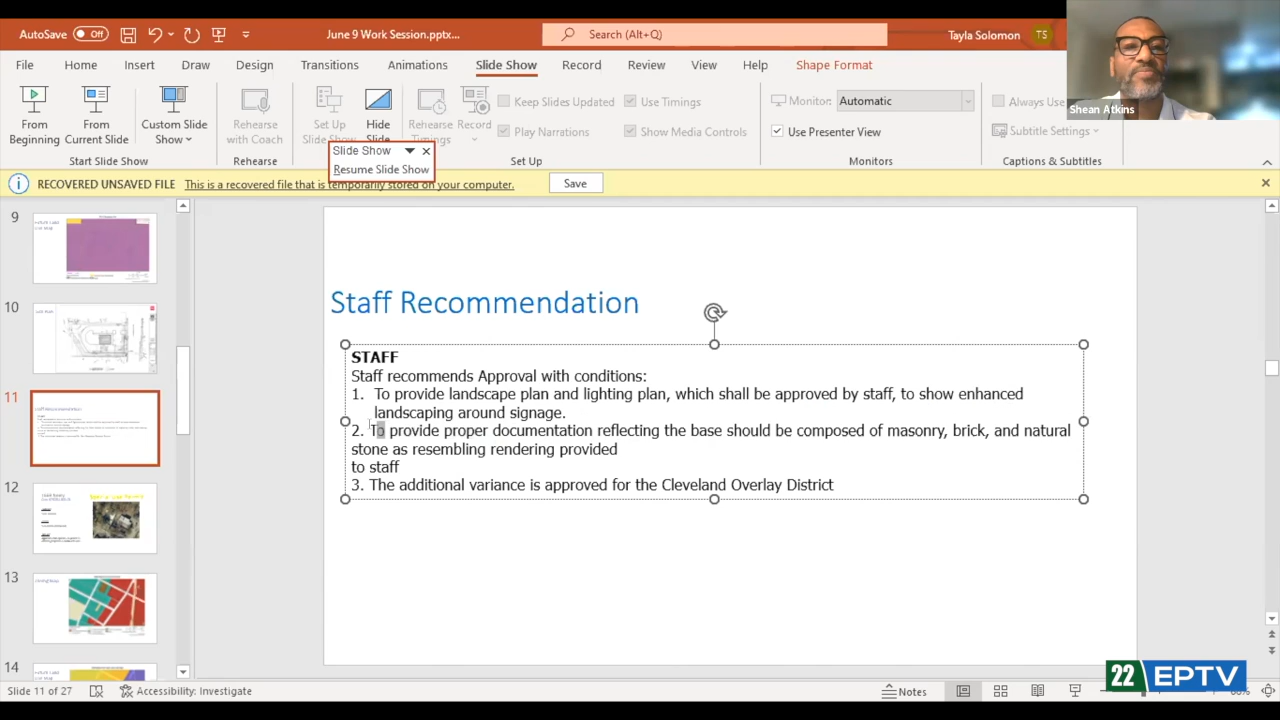 AutoSave Off June 9 Work Session.pptx... Search (Alt+Q) Tayla Solomon TS
File Home Insert Draw Design Transitions Animations Slide Show Record Review View Help Shape Format
Shean Atkins
From Beginning
From Current Slide
Custom Slide Show
Start Slide Show
Rehearse with Coach
Rehearse
Set Up Slide Show
Hide Slide
Rehearse Timings
Record
Keep Slides Updated
Play Narrations
Use Timings
Show Media Controls
Set Up
Monitor: Automatic
Use Presenter View
Monitors
Always Use
Subtitle Settings
Captions & Subtitles
Slide Show
Resume Slide Show
RECOVERED UNSAVED FILE This is a recovered file that is temporarily stored on your computer. Save
9
10
11
12
13
14
Staff Recommendation
STAFF
Staff recommends Approval with conditions:
1. To provide landscape plan and lighting plan, which shall be approved by staff, to show enhanced
landscaping around signage.
2. To provide proper documentation reflecting the base should be composed of masonry, brick, and natural
stone as resembling rendering provided
to staff
3. The additional variance is approved for the Cleveland Overlay District
22 EPTV
Slide 11 of 27 Accessibility: Investigate Notes